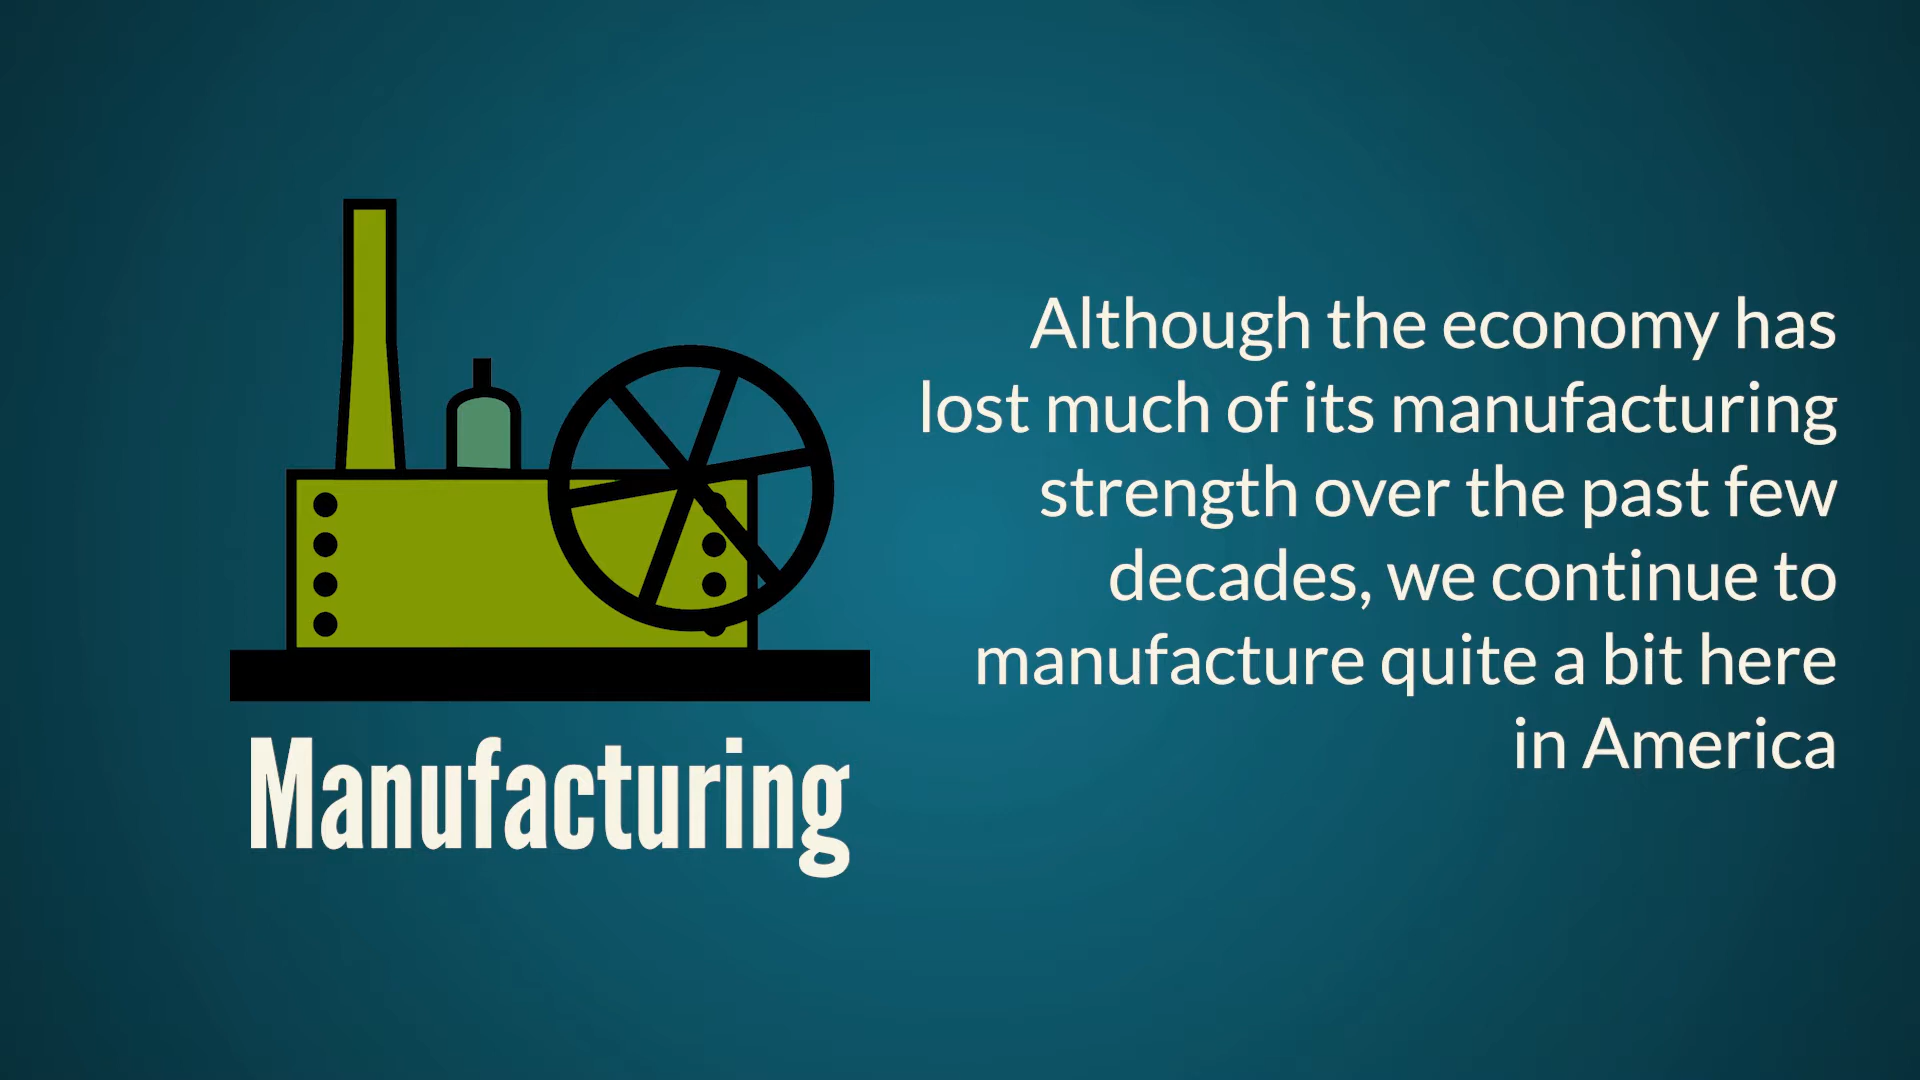 Although the economy has
lost much of its manufacturing
strength over the past few
decades, we continue to
manufacture quite a bit here
in America
Manufacturing